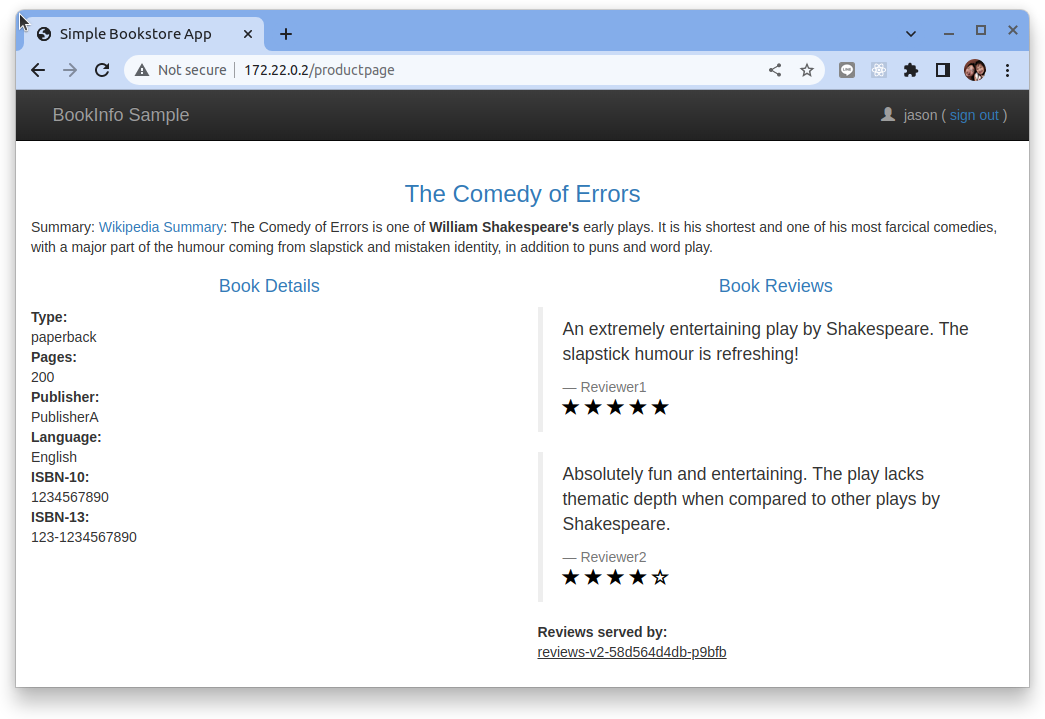 Simple Bookstore App
Not secure 172.22.0.2/productpage
BookInfo Sample
jason ( sign out )
The Comedy of Errors
Summary: Wikipedia Summary: The Comedy of Errors is one of William Shakespeare's early plays. It is his shortest and one of his most farcical comedies,
with a major part of the humour coming from slapstick and mistaken identity, in addition to puns and word play.
Book Details
Type:
paperback
Pages:
200
Publisher:
PublisherA
Language:
English
ISBN-10:
1234567890
ISBN-13:
123-1234567890
Book Reviews
An extremely entertaining play by Shakespeare. The
slapstick humour is refreshing!
— Reviewer1
★★★★★
Absolutely fun and entertaining. The play lacks
thematic depth when compared to other plays by
Shakespeare.
— Reviewer2
★★★★☆
Reviews served by:
reviews-v2-58d564d4db-p9bfb